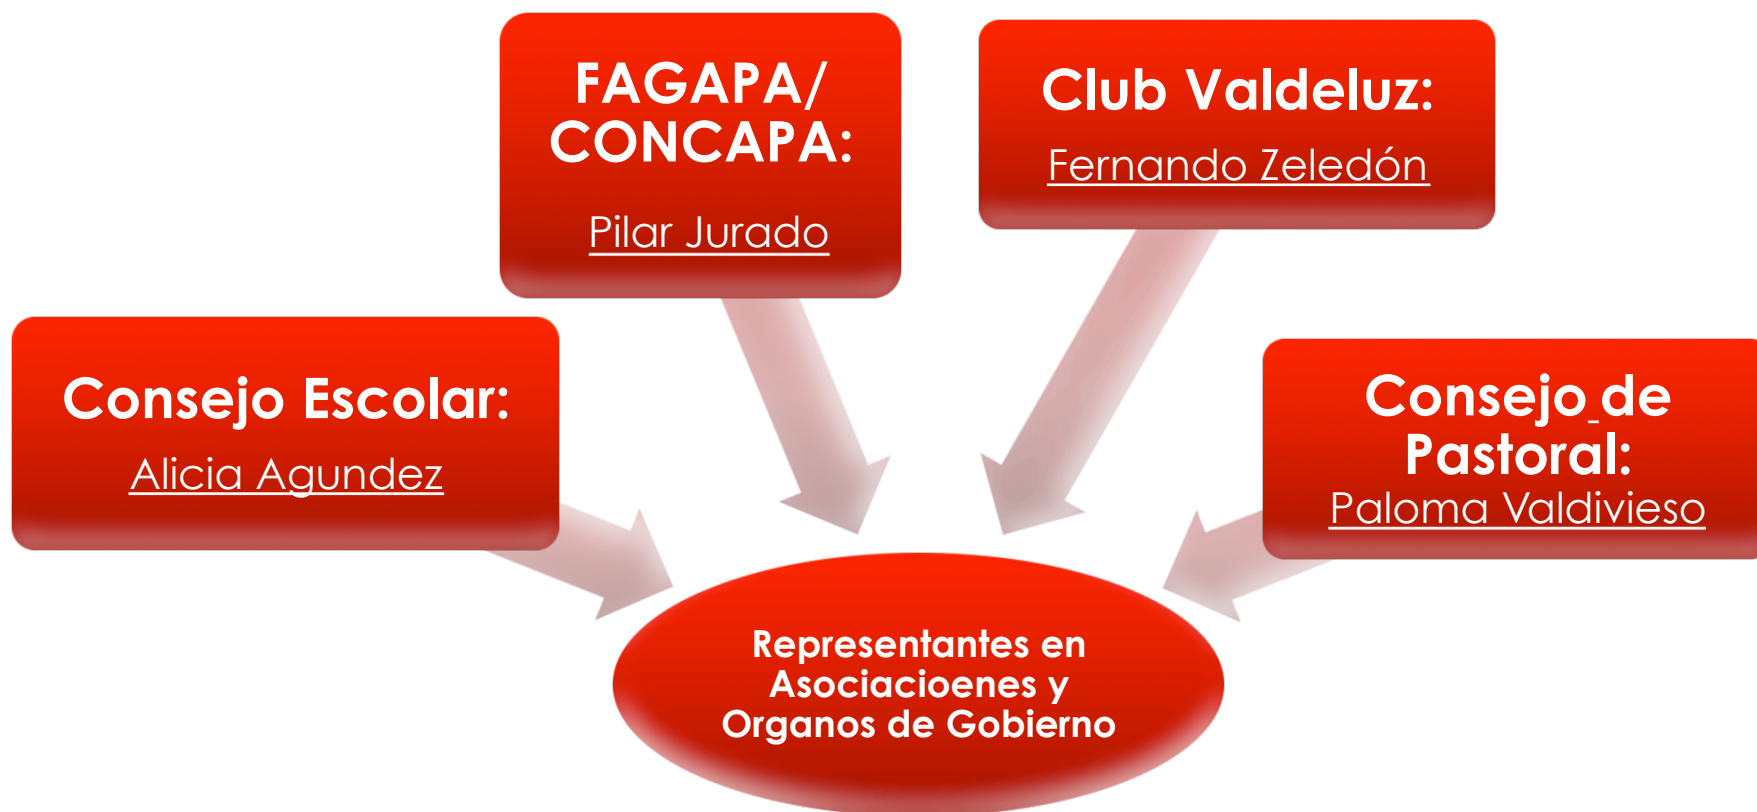 FAGAPA/
CONCAPA:
Pilar Jurado
Club Valdeluz:
Fernando Zeledón
Consejo Escolar:
Alicia Agundez
Consejo de
Pastoral:
Paloma Valdivieso
Representantes en
Asociacioenes y
Organos de Gobierno